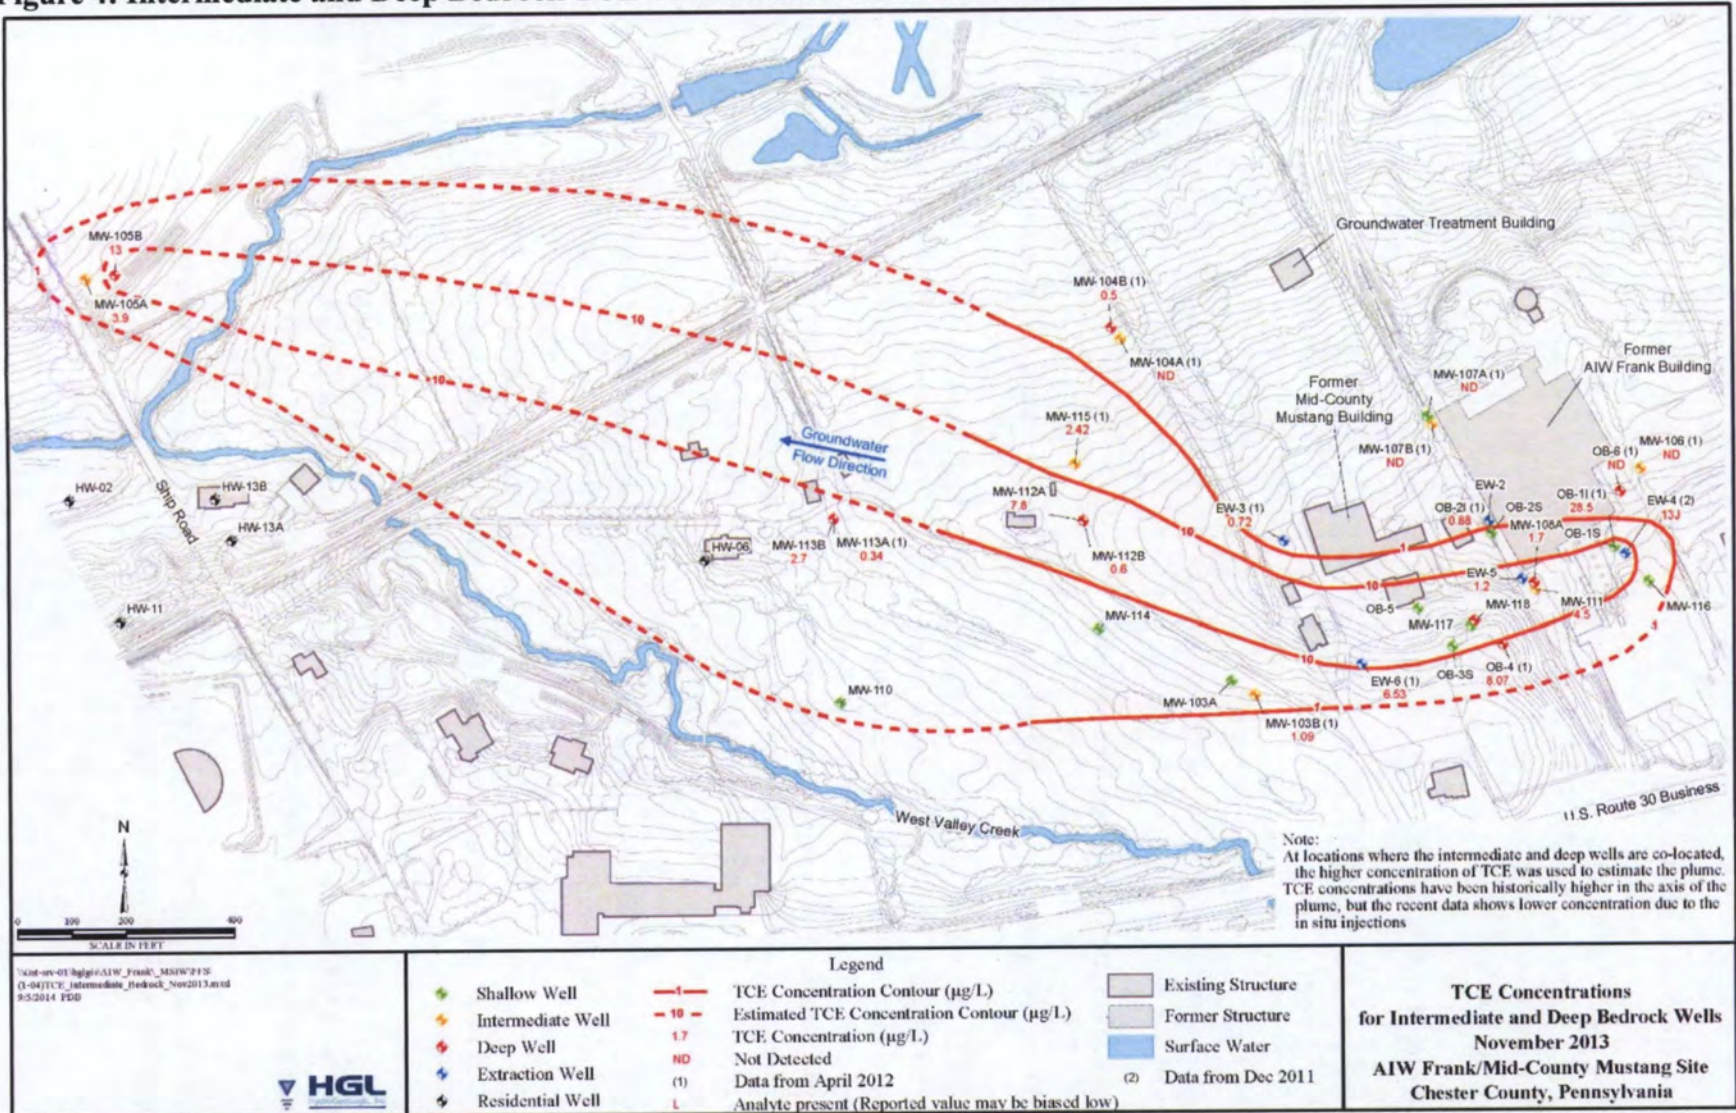 MW-105B
13
MW-105A
3.9
1
10
10
HW-02
HW-13B
HW-13A
Ship Road
HW-11
HW-06
Groundwater
Flow Direction
MW-113B
2.7
MW-113A (1)
0.34
MW-110
MW-104B (1)
0.5
MW-104A (1)
ND
MW-115 (1)
2.42
MW-112A
7.8
MW-112B
0.6
MW-114
10
Groundwater Treatment Building
Former
Mid-County
Mustang Building
Former
AIW Frank Building
MW-107A (1)
ND
MW-107B (1)
ND
OB-6 (1)
ND
MW-106 (1)
ND
EW-3 (1)
0.72
EW-2
OB-2I (1)
0.88
OB-2S
OB-1I (1)
28.5
EW-4 (2)
13J
MW-108A
1.7
OB-1S
1
10
EW-5
1.2
OB-5
MW-118
MW-111
4.5
MW-116
MW-117
1
10
EW-6 (1)
6.53
OB-3S
OB-4 (1)
8.07
MW-103A
1
MW-103B (1)
1.09
West Valley Creek
U.S. Route 30 Business
Note:
At locations where the intermediate and deep wells are co-located,
the higher concentration of TCE was used to estimate the plume.
TCE concentrations have been historically higher in the axis of the
plume, but the recent data shows lower concentration due to the
in situ injections
N
0 100 200 400
SCALE IN FEET
9/5/2014 PDB
HGL
Legend
Shallow Well
Intermediate Well
Deep Well
Extraction Well
Residential Well
1 TCE Concentration Contour (µg/L)
10 Estimated TCE Concentration Contour (µg/L)
1.7 TCE Concentration (µg/L)
ND Not Detected
(1) Data from April 2012
L Analyte present (Reported value may be biased low)
Existing Structure
Former Structure
Surface Water
(2) Data from Dec 2011
TCE Concentrations
for Intermediate and Deep Bedrock Wells
November 2013
AIW Frank/Mid-County Mustang Site
Chester County, Pennsylvania